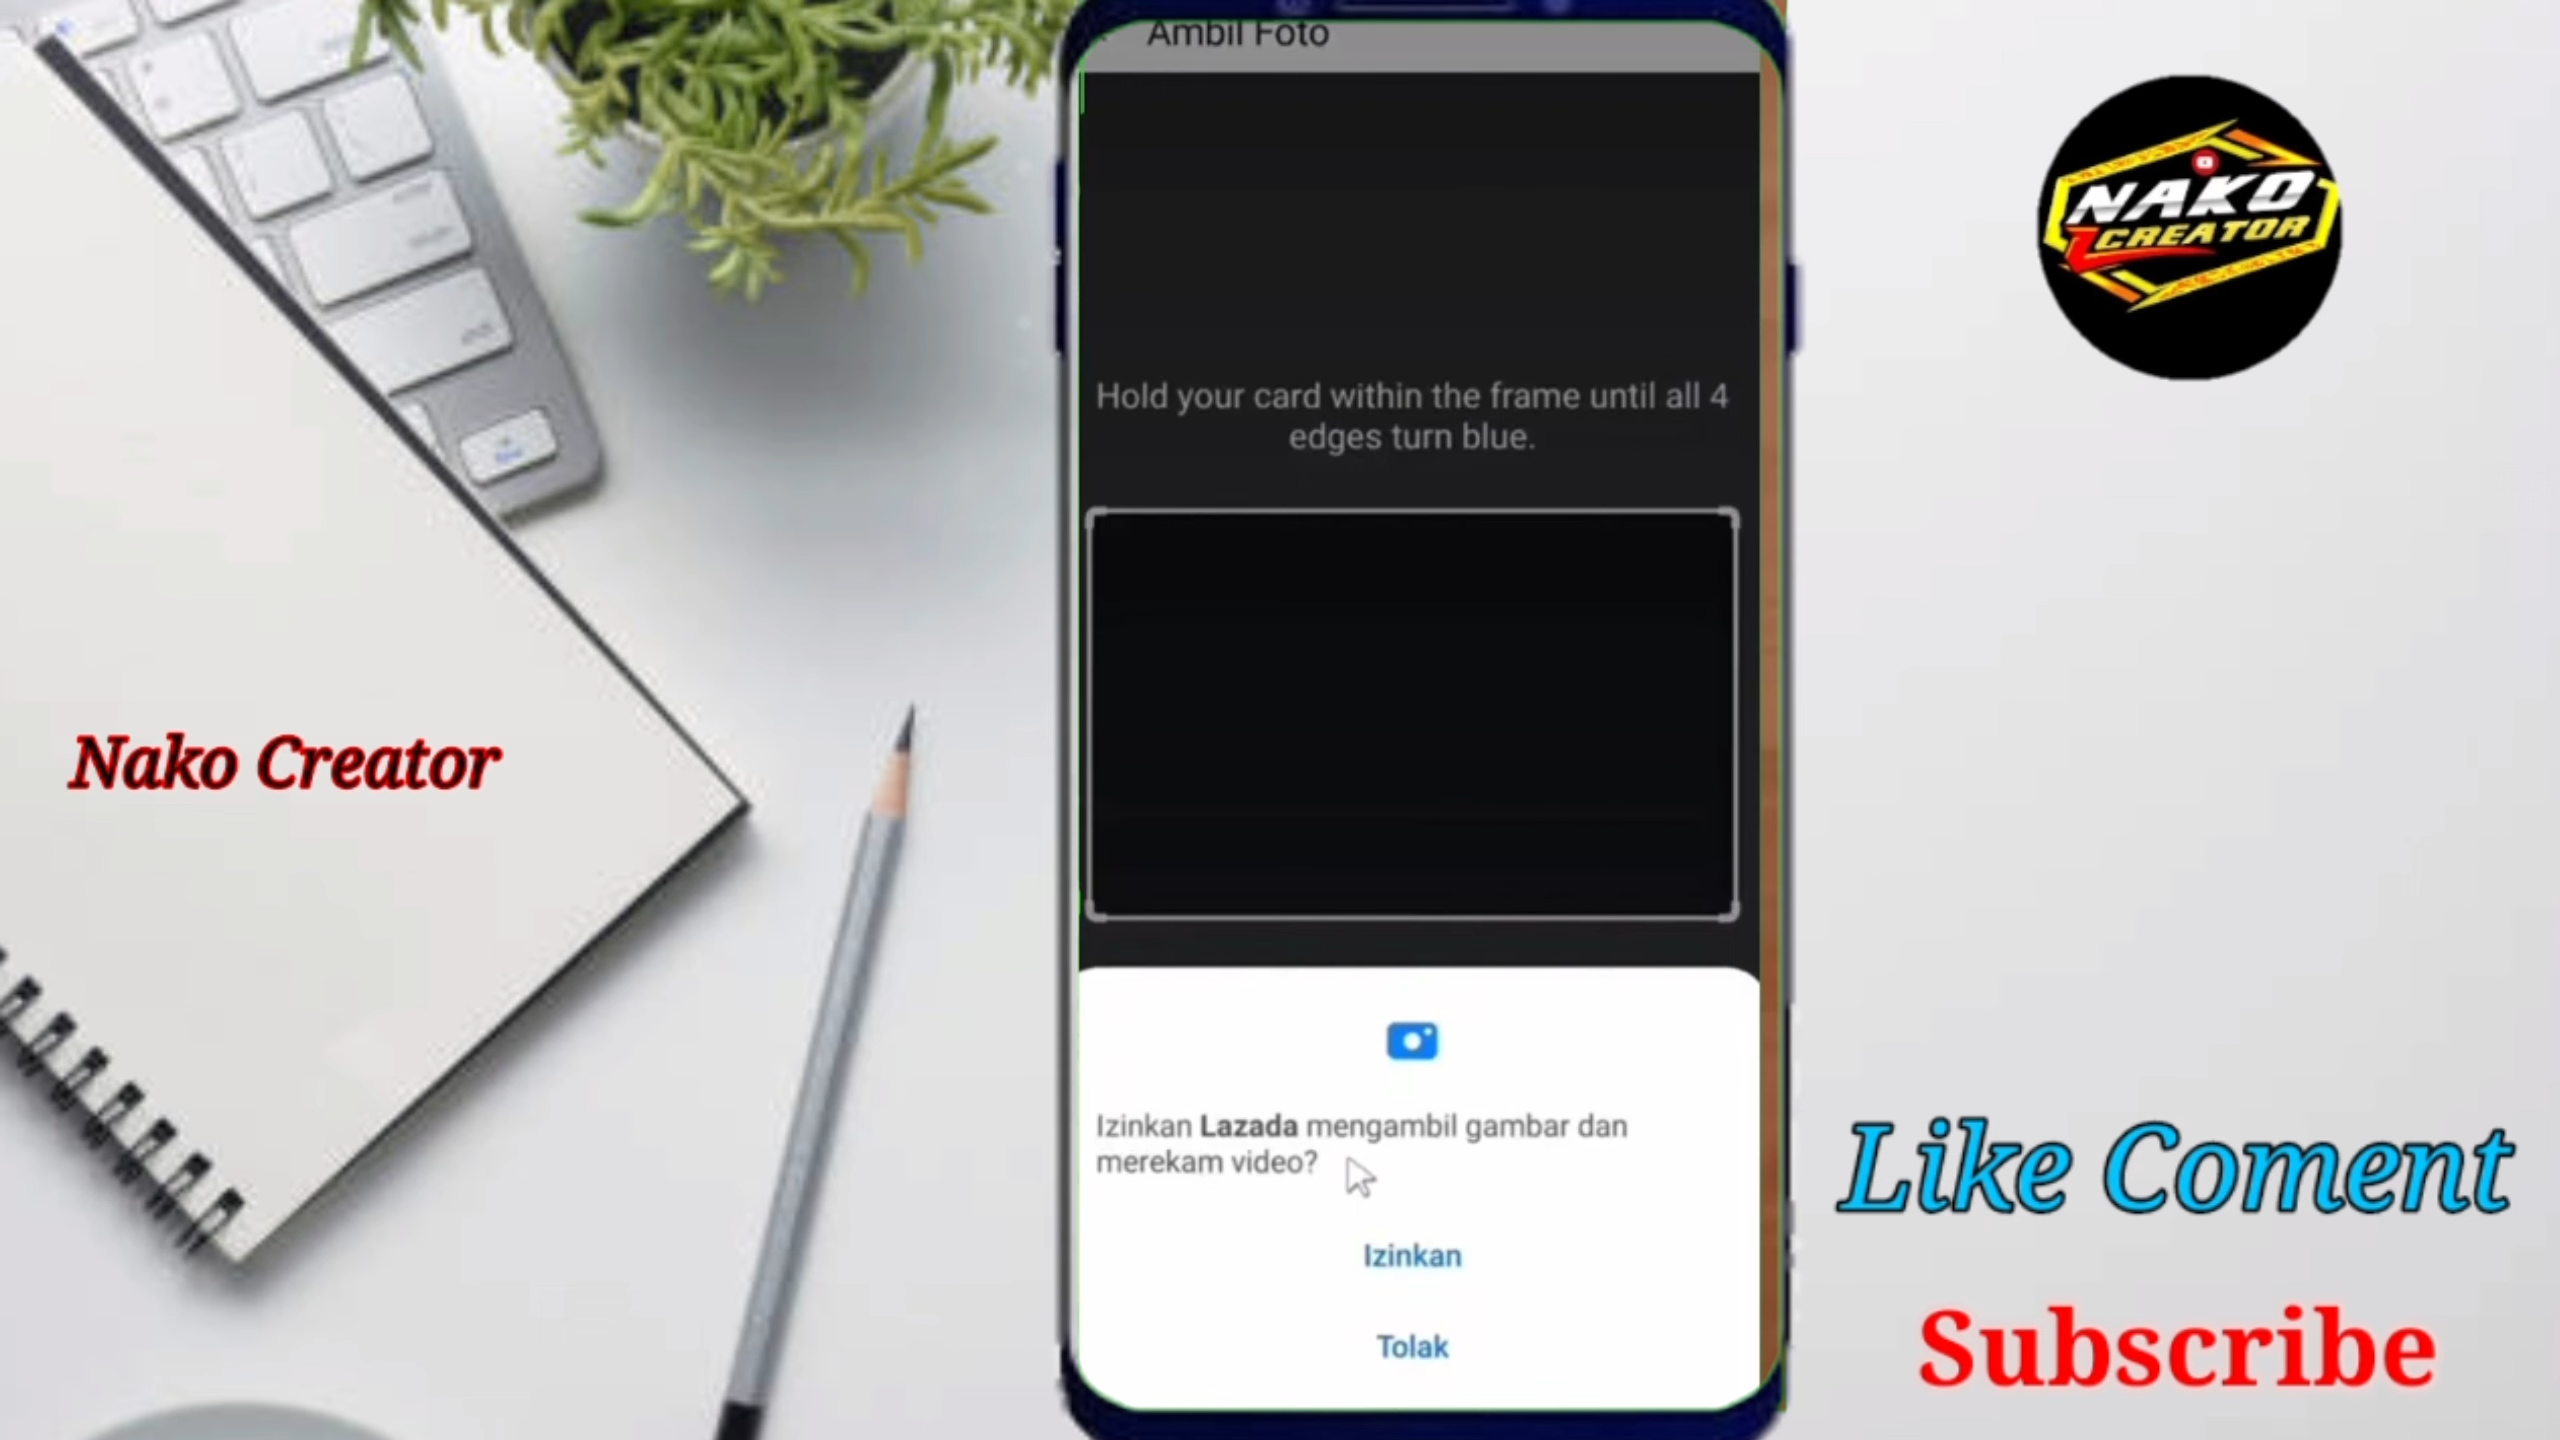 Ambil Foto
Hold your card within the frame until all 4
edges turn blue.
Izinkan Lazada mengambil gambar dan
merekam video?
Izinkan
Tolak
Nako Creator
NAKO
CREATOR
Like Coment
Subscribe